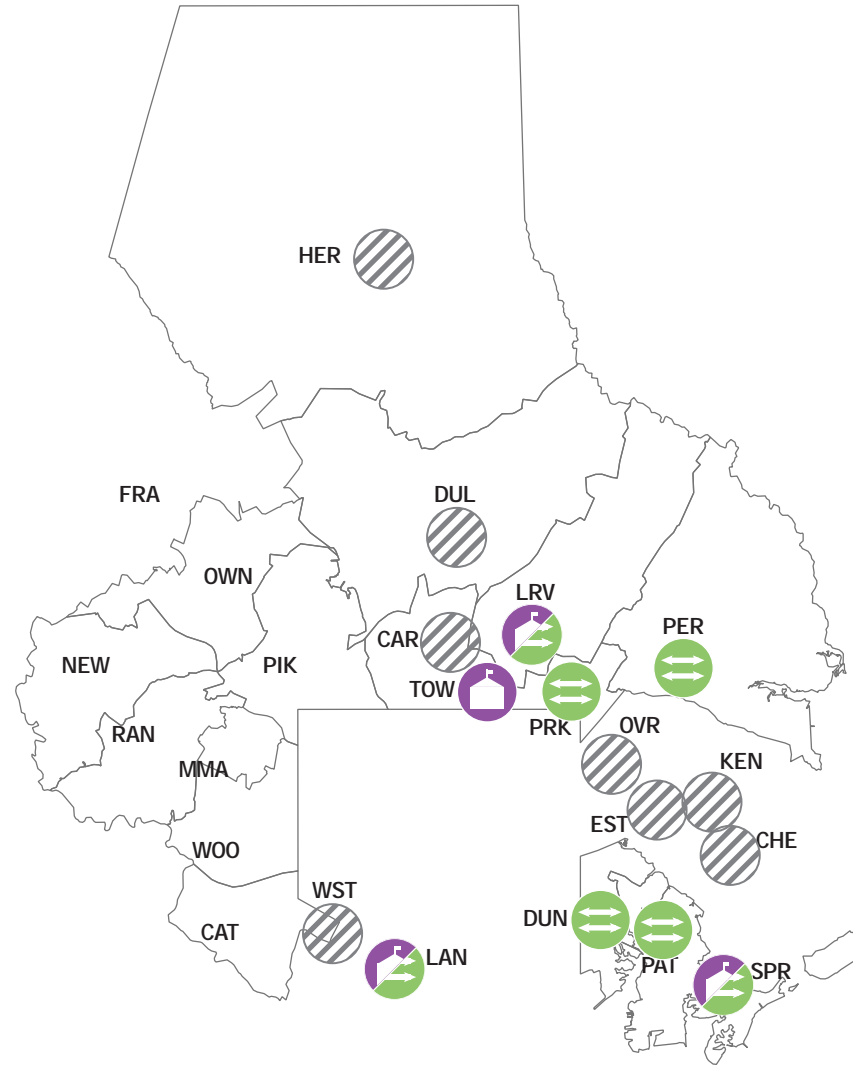 HER
FRA
DUL
OWN
LRV
CAR
PER
NEW
PIK
TOW
PRK
OVR
RAN
KEN
MMA
EST
CHE
WOO
WST
DUN
CAT
LAN
PAT
SPR